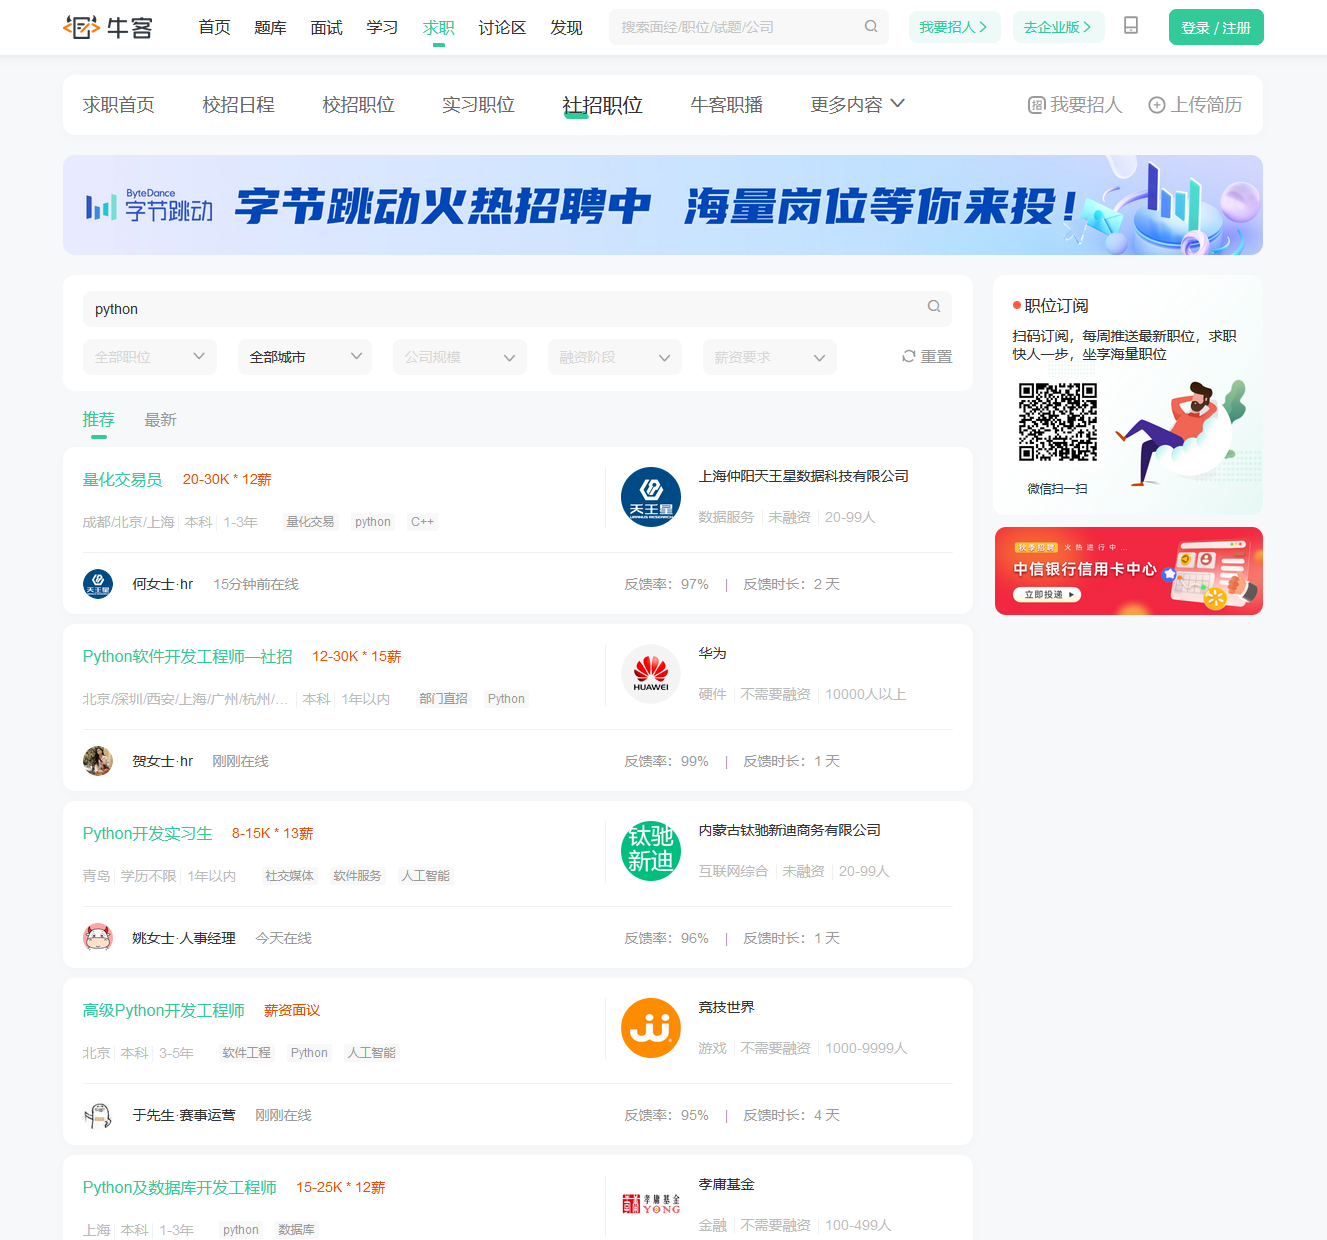 牛客
首页 题库 面试 学习 求职 讨论区 发现 搜索面经/职位/试题/公司 我要招人 去企业版 登录 / 注册
求职首页 校招日程 校招职位 实习职位 社招职位 牛客职播 更多内容 招 我要招人 上传简历
ByteDance
字节跳动 字节跳动火热招聘中 海量岗位等你来投！
python
全部职位 全部城市 公司规模 融资阶段 薪资要求 重置
职位订阅
扫码订阅，每周推送最新职位，求职
快人一步，坐享海量职位
微信扫一扫
秋季招聘 火热进行中...
中信银行信用卡中心
立即投递
推荐 最新
量化交易员 20-30K * 12薪
成都/北京/上海 本科 1-3年 量化交易 python C++
天王星
URANUS RESEARCH
上海仲阳天王星数据科技有限公司
数据服务 未融资 20-99人
天王星
何女士·hr 15分钟前在线 反馈率：97% | 反馈时长：2 天
Python软件开发工程师—社招 12-30K * 15薪
北京/深圳/西安/上海/广州/杭州/... 本科 1年以内 部门直招 Python
HUAWEI
华为
硬件 不需要融资 10000人以上
贺女士·hr 刚刚在线 反馈率：99% | 反馈时长：1 天
Python开发实习生 8-15K * 13薪
青岛 学历不限 1年以内 社交媒体 软件服务 人工智能
钛驰
新迪
内蒙古钛驰新迪商务有限公司
互联网综合 未融资 20-99人
姚女士·人事经理 今天在线 反馈率：96% | 反馈时长：1 天
高级Python开发工程师 薪资面议
北京 本科 3-5年 软件工程 Python 人工智能
JJ
竞技世界
游戏 不需要融资 1000-9999人
于先生·赛事运营 刚刚在线 反馈率：95% | 反馈时长：4 天
Python及数据库开发工程师 15-25K * 12薪
上海 本科 1-3年 python 数据库
孝庸基金
YONG
孝庸基金
金融 不需要融资 100-499人